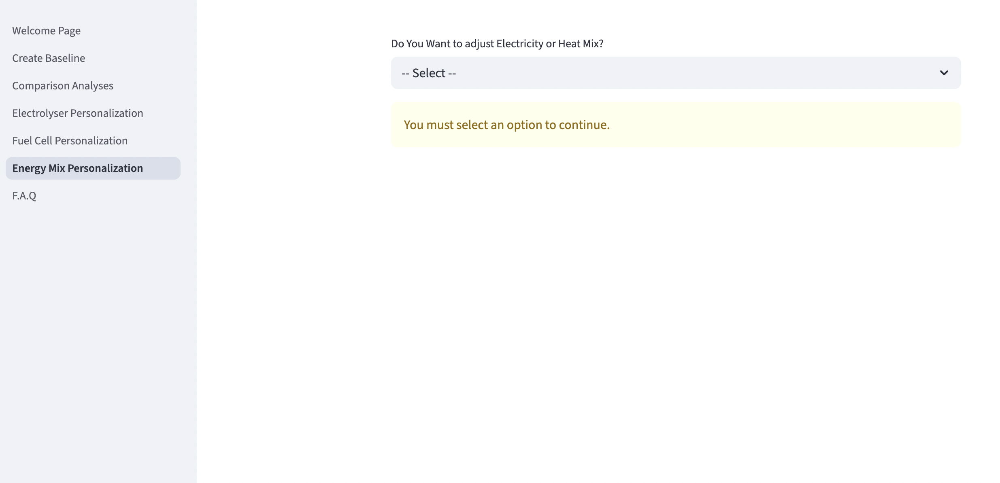 Welcome Page
Create Baseline
Comparison Analyses
Electrolyser Personalization
Fuel Cell Personalization
Energy Mix Personalization
F.A.Q
Do You Want to adjust Electricity or Heat Mix?
-- Select --
You must select an option to continue.